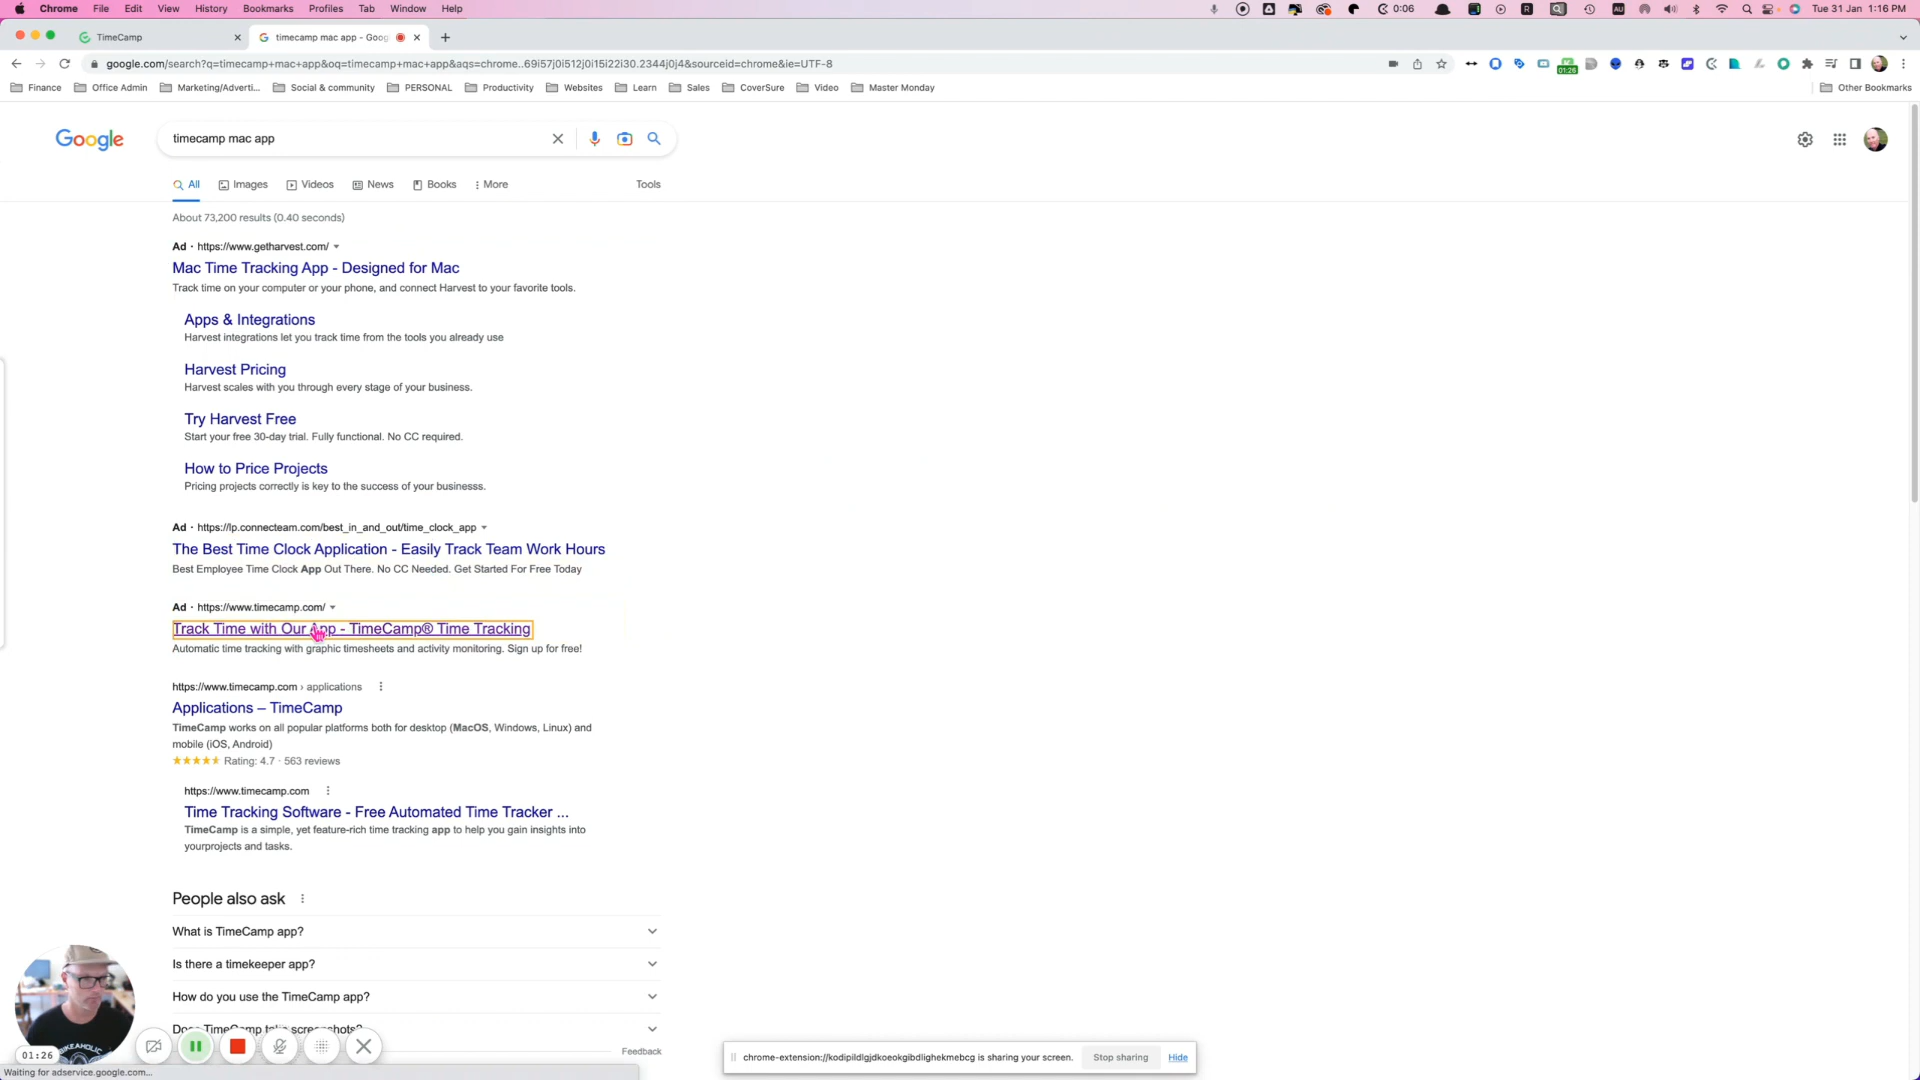 Chrome File Edit View History Bookmarks Profiles Tab Window Help 0:06 Tue 31 Jan 1:16 PM
TimeCamp timecamp mac app - Goo
google.com/search?q=timecamp+mac+app&oq=timecamp+mac+app&aqs=chrome..69i57j0i512j0i15i22i30.2344j0j4&sourceid=chrome&ie=UTF-8 01:26
Finance Office Admin Marketing/Adverti... Social & community PERSONAL Productivity Websites Learn Sales CoverSure Video Master Monday Other Bookmarks
Google timecamp mac app
All Images Videos News Books More Tools
About 73,200 results (0.40 seconds)
Ad · https://www.getharvest.com/
Mac Time Tracking App - Designed for Mac
Track time on your computer or your phone, and connect Harvest to your favorite tools.
Apps & Integrations
Harvest integrations let you track time from the tools you already use
Harvest Pricing
Harvest scales with you through every stage of your business.
Try Harvest Free
Start your free 30-day trial. Fully functional. No CC required.
How to Price Projects
Pricing projects correctly is key to the success of your businesss.
Ad · https://lp.connecteam.com/best_in_and_out/time_clock_app
The Best Time Clock Application - Easily Track Team Work Hours
Best Employee Time Clock App Out There. No CC Needed. Get Started For Free Today
Ad · https://www.timecamp.com/
Track Time with Our App - TimeCamp® Time Tracking
Automatic time tracking with graphic timesheets and activity monitoring. Sign up for free!
https://www.timecamp.com › applications
Applications – TimeCamp
TimeCamp works on all popular platforms both for desktop (MacOS, Windows, Linux) and
mobile (iOS, Android)
Rating: 4.7 · 563 reviews
https://www.timecamp.com
Time Tracking Software - Free Automated Time Tracker ...
TimeCamp is a simple, yet feature-rich time tracking app to help you gain insights into
yourprojects and tasks.
People also ask
What is TimeCamp app?
Is there a timekeeper app?
How do you use the TimeCamp app?
Does TimeCamp take screenshots?
Feedback
01:26
chrome-extension://kodipildlgjdkoeokgibdlighekmebcg is sharing your screen. Stop sharing Hide
Waiting for adservice.google.com...